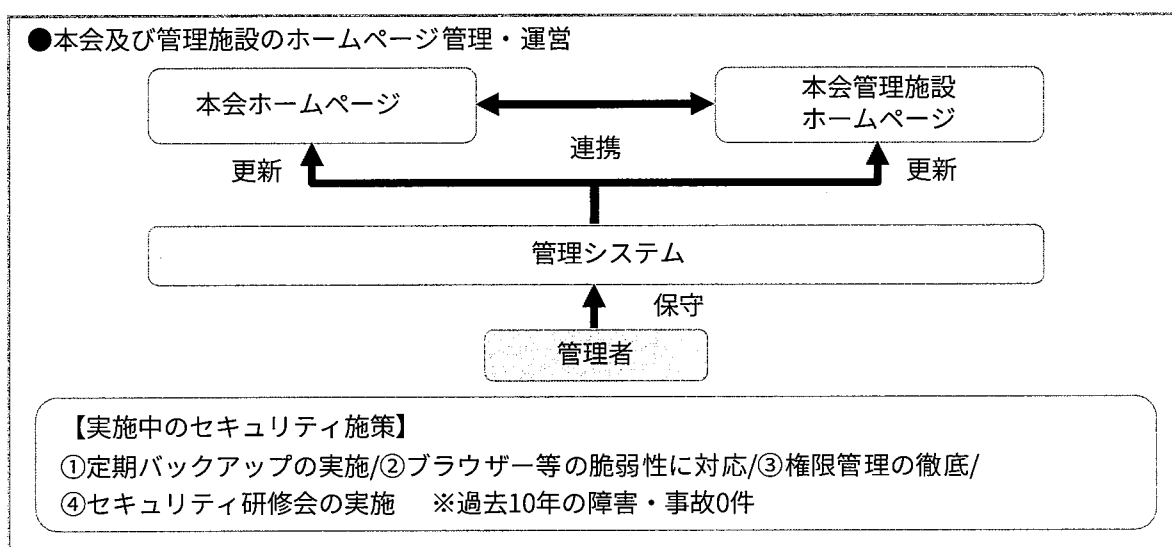 ●本会及び管理施設のホームページ管理・運営
本会ホームページ
本会管理施設
ホームページ
連携
更新
更新
管理システム
保守
管理者
【実施中のセキュリティ施策】
①定期バックアップの実施/②ブラウザー等の脆弱性に対応/③権限管理の徹底/
④セキュリティ研修会の実施　※過去10年の障害・事故0件